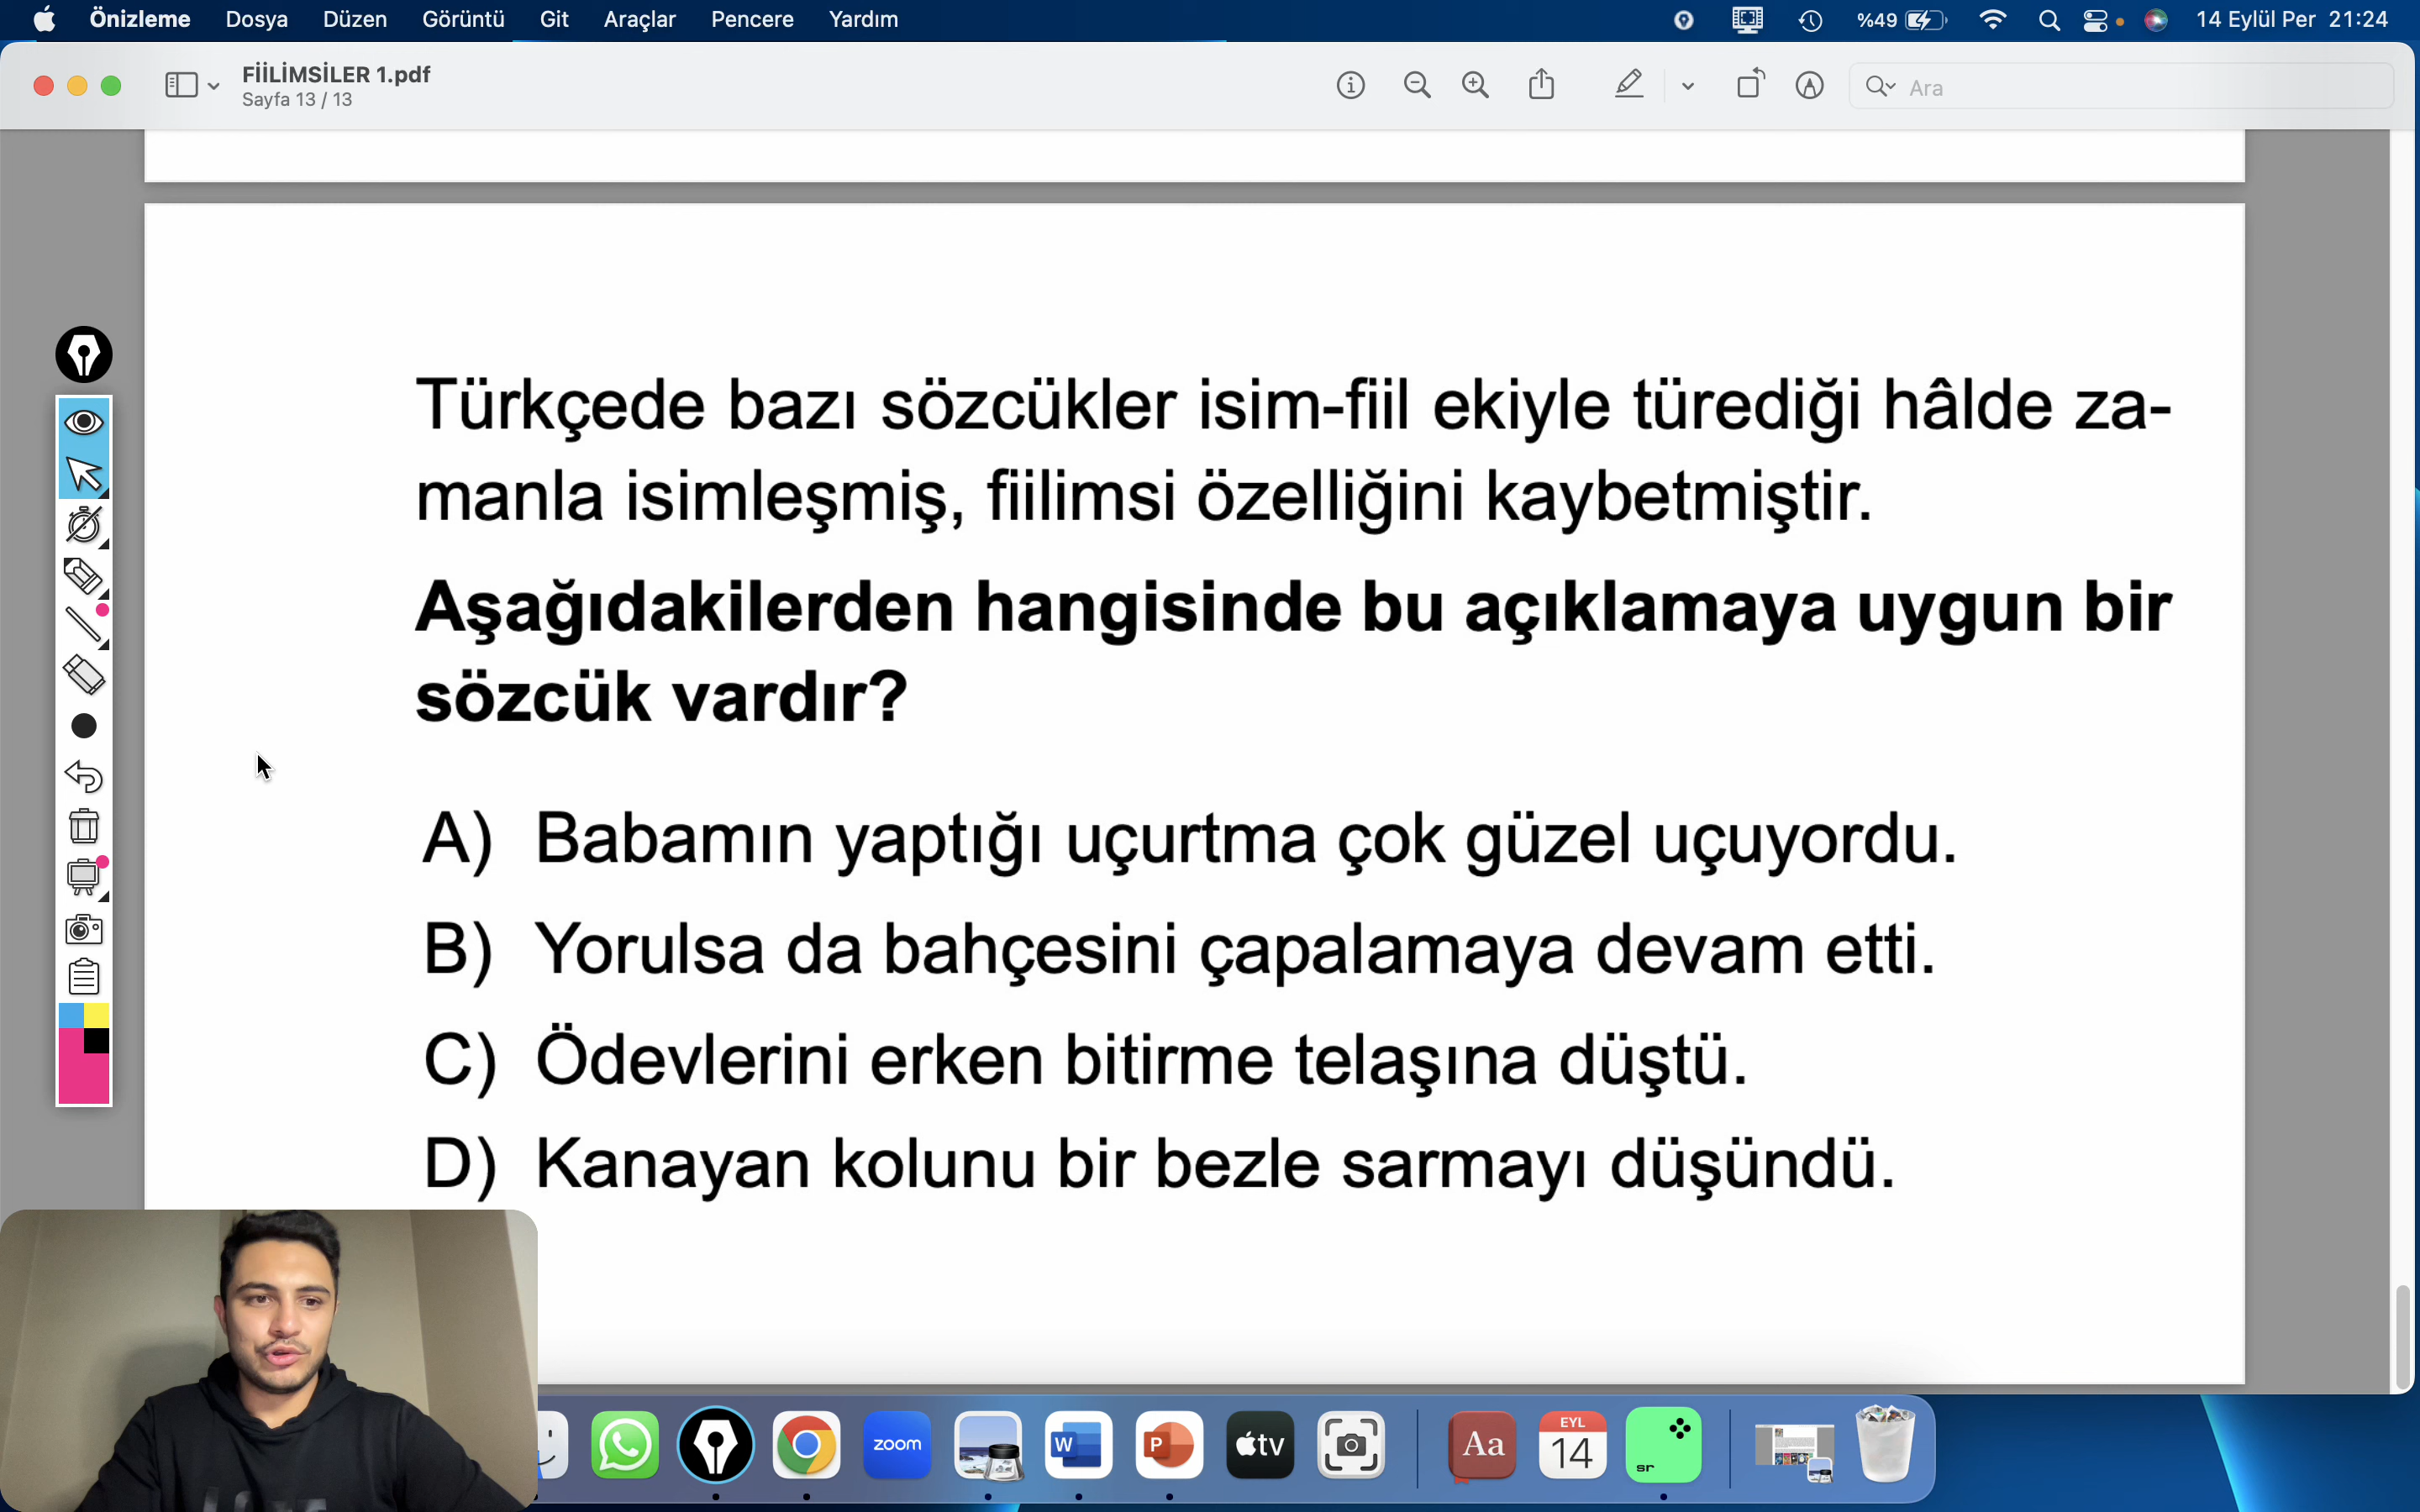 Önizleme Dosya Düzen Görüntü Git Araçlar Pencere Yardım %49 14 Eylül Per 21:24
FİİLİMSİLER 1.pdf
Sayfa 13 / 13
Ara
Türkçede bazı sözcükler isim-fiil ekiyle türediği hâlde za-
manla isimleşmiş, fiilimsi özelliğini kaybetmiştir.
Aşağıdakilerden hangisinde bu açıklamaya uygun bir
sözcük vardır?
A) Babamın yaptığı uçurtma çok güzel uçuyordu.
B) Yorulsa da bahçesini çapalamaya devam etti.
C) Ödevlerini erken bitirme telaşına düştü.
D) Kanayan kolunu bir bezle sarmayı düşündü.
zoom W P tv Aa EYL 14 sr